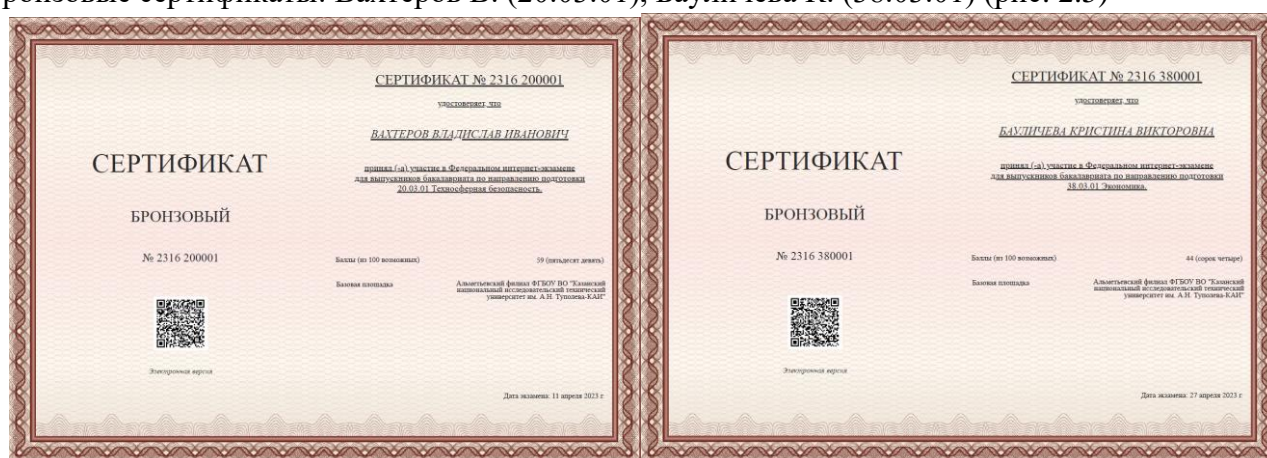 бронзовые сертификаты: Вахтеров В. (20.03.01), Бауличева К. (38.03.01) (рис. 2.3)
СЕРТИФИКАТ
БРОНЗОВЫЙ
№ 2316 200001
Электронная версия
СЕРТИФИКАТ № 2316 200001
удостоверяет, что
ВАХТЕРОВ ВЛАДИСЛАВ ИВАНОВИЧ
принял (-а) участие в Федеральном интернет-экзамене
для выпускников бакалавриата по направлению подготовки
20.03.01 Техносферная безопасность.
Баллы (из 100 возможных) 59 (пятьдесят девять)
Базовая площадка Альметьевский филиал ФГБОУ ВО "Казанский
национальный исследовательский технический
университет им. А.Н. Туполева-КАИ"
Дата экзамена: 11 апреля 2023 г
СЕРТИФИКАТ
БРОНЗОВЫЙ
№ 2316 380001
Электронная версия
СЕРТИФИКАТ № 2316 380001
удостоверяет, что
БАУЛИЧЕВА КРИСТИНА ВИКТОРОВНА
принял (-а) участие в Федеральном интернет-экзамене
для выпускников бакалавриата по направлению подготовки
38.03.01 Экономика.
Баллы (из 100 возможных) 44 (сорок четыре)
Базовая площадка Альметьевский филиал ФГБОУ ВО "Казанский
национальный исследовательский технический
университет им. А.Н. Туполева-КАИ"
Дата экзамена: 27 апреля 2023 г